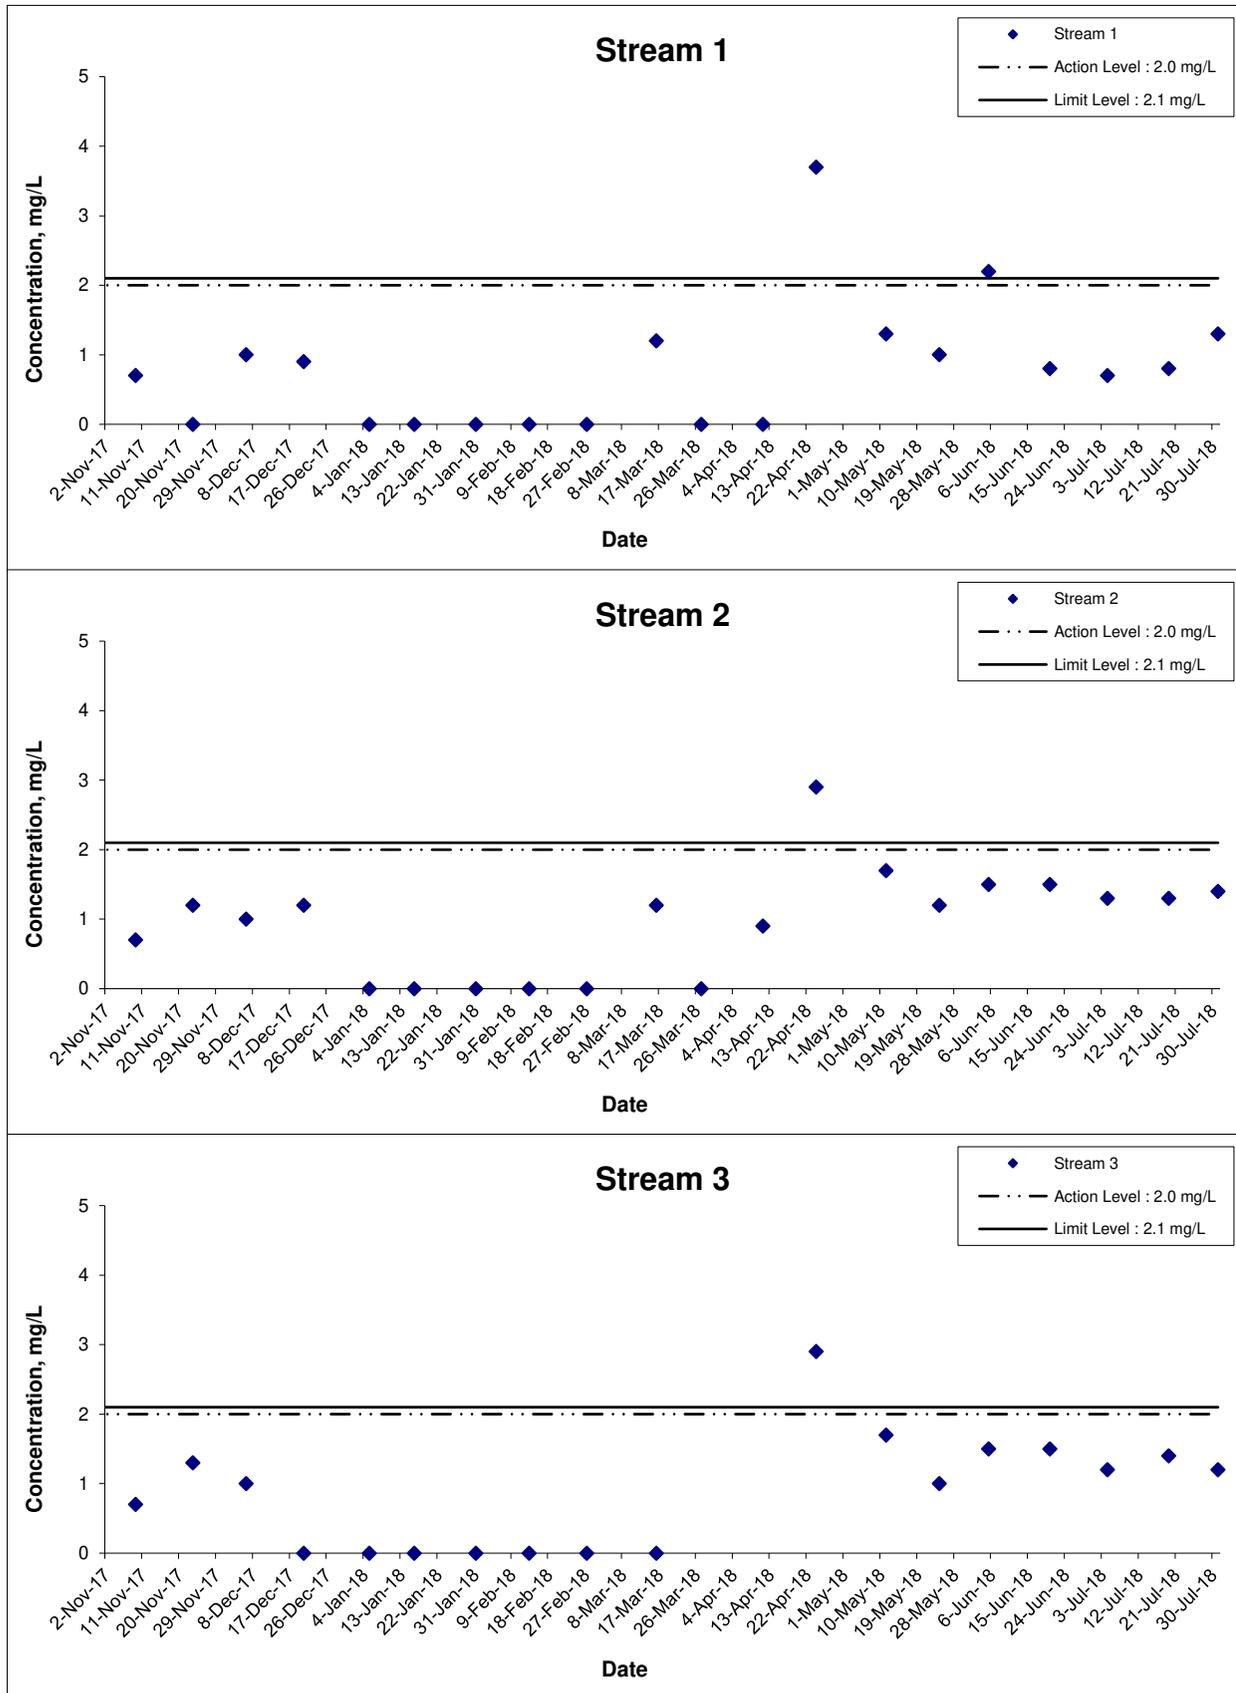 Stream 1
Stream 1
Action Level : 2.0 mg/L
Limit Level : 2.1 mg/L
Concentration, mg/L
5
4
3
2
1
0
2-Nov-17
11-Nov-17
20-Nov-17
29-Nov-17
8-Dec-17
17-Dec-17
26-Dec-17
4-Jan-18
13-Jan-18
22-Jan-18
31-Jan-18
9-Feb-18
18-Feb-18
27-Feb-18
8-Mar-18
17-Mar-18
26-Mar-18
4-Apr-18
13-Apr-18
22-Apr-18
1-May-18
10-May-18
19-May-18
28-May-18
6-Jun-18
15-Jun-18
24-Jun-18
3-Jul-18
12-Jul-18
21-Jul-18
30-Jul-18
Date
Stream 2
Stream 2
Action Level : 2.0 mg/L
Limit Level : 2.1 mg/L
Concentration, mg/L
5
4
3
2
1
0
2-Nov-17
11-Nov-17
20-Nov-17
29-Nov-17
8-Dec-17
17-Dec-17
26-Dec-17
4-Jan-18
13-Jan-18
22-Jan-18
31-Jan-18
9-Feb-18
18-Feb-18
27-Feb-18
8-Mar-18
17-Mar-18
26-Mar-18
4-Apr-18
13-Apr-18
22-Apr-18
1-May-18
10-May-18
19-May-18
28-May-18
6-Jun-18
15-Jun-18
24-Jun-18
3-Jul-18
12-Jul-18
21-Jul-18
30-Jul-18
Date
Stream 3
Stream 3
Action Level : 2.0 mg/L
Limit Level : 2.1 mg/L
Concentration, mg/L
5
4
3
2
1
0
2-Nov-17
11-Nov-17
20-Nov-17
29-Nov-17
8-Dec-17
17-Dec-17
26-Dec-17
4-Jan-18
13-Jan-18
22-Jan-18
31-Jan-18
9-Feb-18
18-Feb-18
27-Feb-18
8-Mar-18
17-Mar-18
26-Mar-18
4-Apr-18
13-Apr-18
22-Apr-18
1-May-18
10-May-18
19-May-18
28-May-18
6-Jun-18
15-Jun-18
24-Jun-18
3-Jul-18
12-Jul-18
21-Jul-18
30-Jul-18
Date